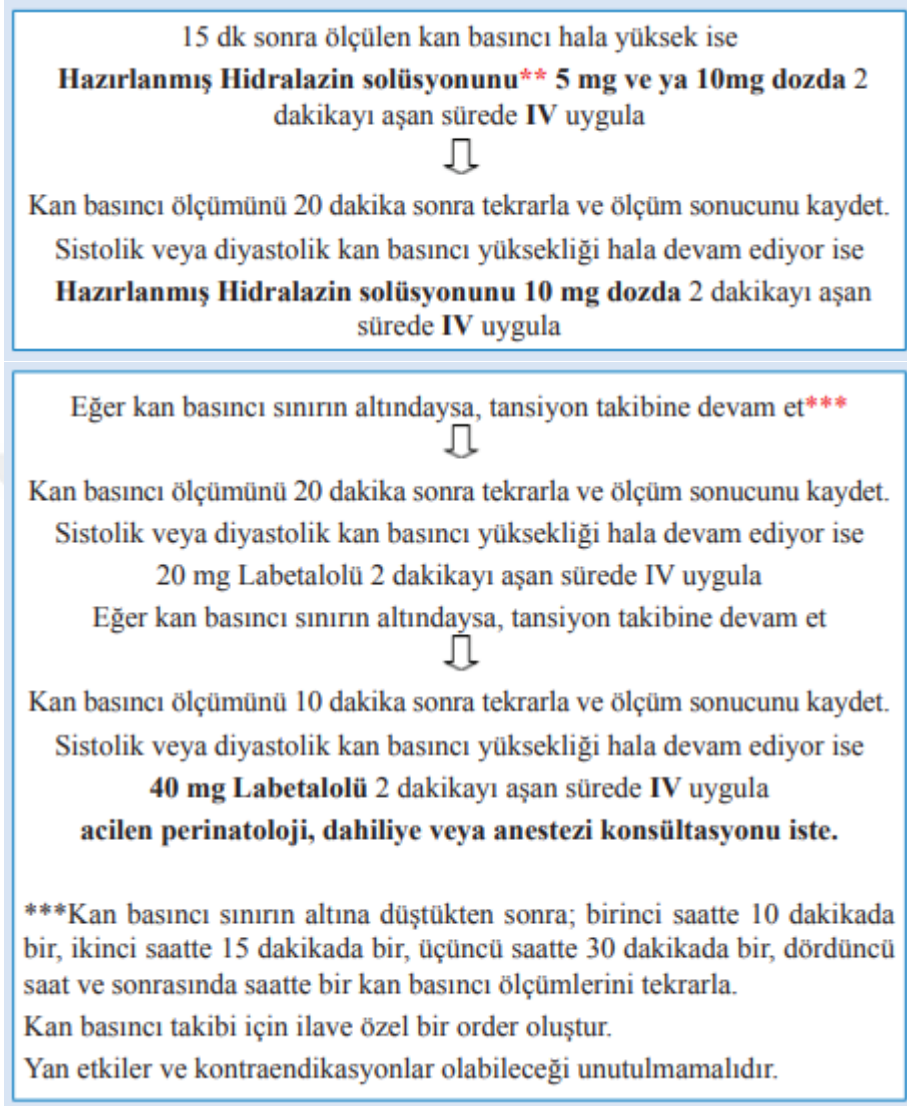 15 dk sonra ölçülen kan basıncı hala yüksek ise
Hazırlanmış Hidralazin solüsyonunu** 5 mg ve ya 10mg dozda 2
dakikayı aşan sürede IV uygula
Kan basıncı ölçümünü 20 dakika sonra tekrarla ve ölçüm sonucunu kaydet.
Sistolik veya diyastolik kan basıncı yüksekliği hala devam ediyor ise
Hazırlanmış Hidralazin solüsyonunu 10 mg dozda 2 dakikayı aşan
sürede IV uygula
Eğer kan basıncı sınırın altındaysa, tansiyon takibine devam et***
Kan basıncı ölçümünü 20 dakika sonra tekrarla ve ölçüm sonucunu kaydet.
Sistolik veya diyastolik kan basıncı yüksekliği hala devam ediyor ise
20 mg Labetalolü 2 dakikayı aşan sürede IV uygula
Eğer kan basıncı sınırın altındaysa, tansiyon takibine devam et
Kan basıncı ölçümünü 10 dakika sonra tekrarla ve ölçüm sonucunu kaydet.
Sistolik veya diyastolik kan basıncı yüksekliği hala devam ediyor ise
40 mg Labetalolü 2 dakikayı aşan sürede IV uygula
acilen perinatoloji, dahiliye veya anestezi konsültasyonu iste.
***Kan basıncı sınırın altına düştükten sonra; birinci saatte 10 dakikada
bir, ikinci saatte 15 dakikada bir, üçüncü saatte 30 dakikada bir, dördüncü
saat ve sonrasında saatte bir kan basıncı ölçümlerini tekrarla.
Kan basıncı takibi için ilave özel bir order oluştur.
Yan etkiler ve kontraendikasyonlar olabileceği unutulmamalıdır.